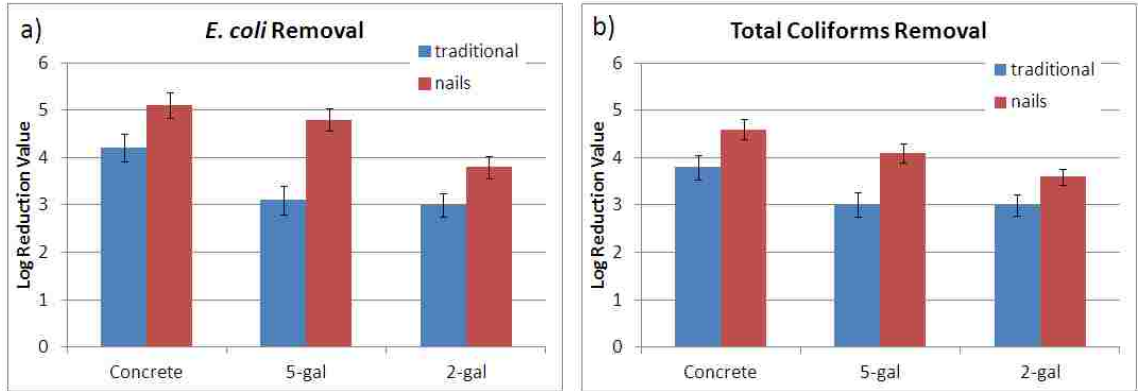 a)
E. coli Removal
traditional
nails
Log Reduction Value
6
5
4
3
2
1
0
Concrete 5-gal 2-gal
b)
Total Coliforms Removal
traditional
nails
Log Reduction Value
6
5
4
3
2
1
0
Concrete 5-gal 2-gal